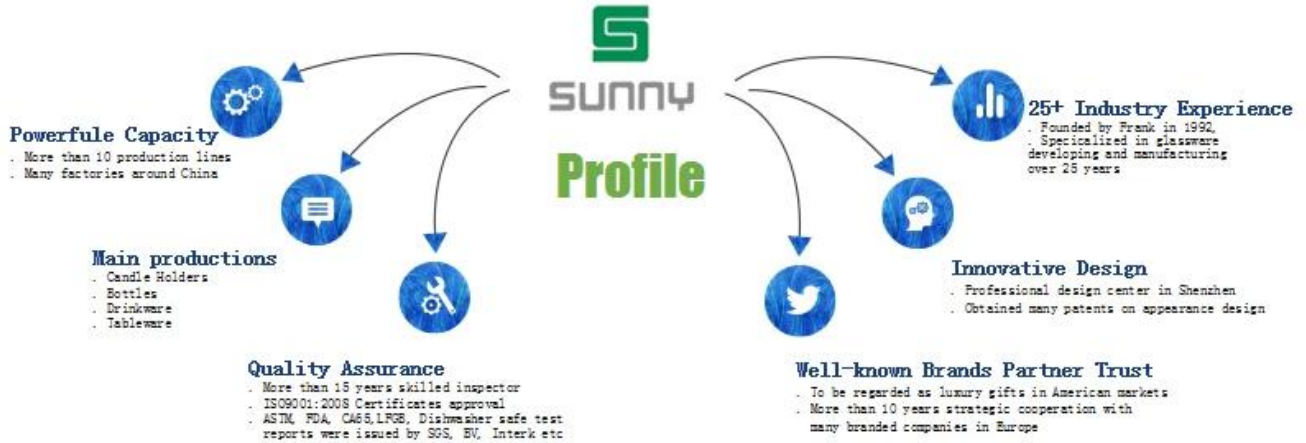 SUNNY
Profile
Powerfule Capacity
. More than 10 production lines
. Many factories around China
Main productions
. Candle Holders
. Bottles
. Drinkware
. Tableware
Quality Assurance
. More than 15 years skilled inspector
. ISO9001:2008 Certificates approval
. ASTM, FDA, CA65,LFGB, Dishwasher safe test
reports were issued by SGS, BV, Interk etc
25+ Industry Experience
. Founded by Frank in 1992,
. Specicalized in glassware
developing and manufacturing
over 25 years
Innovative Design
. Professional design center in Shenzhen
. Obtained many patents on appearance design
Well-known Brands Partner Trust
. To be regarded as luxury gifts in American markets
. More than 10 years strategic cooperation with
many branded companies in Europe